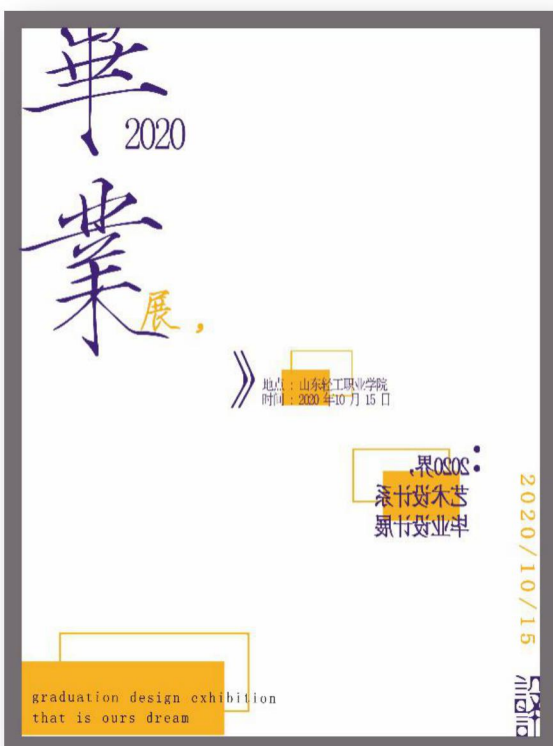 畢
2020
業
展，
》
地点：山东轻工职业学院
时间：2020 年10 月 15 日
2020界，
艺术设计系
毕业设计展
2020/10/15
graduation design cxhibition
that is ours dream